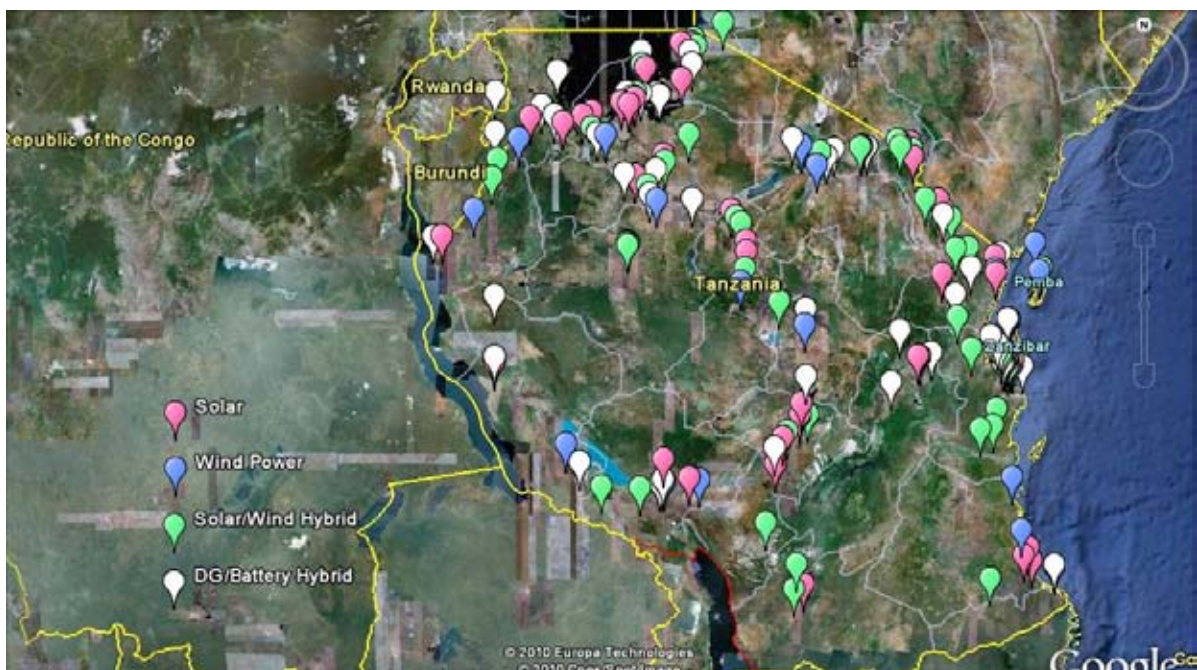 N
Rwanda
Republic of the Congo
Burundi
Tanzania
Pemba
Zanzibar
Solar
Wind Power
Solar/Wind Hybrid
DG/Battery Hybrid
© 2010 Europa Technologies
© 2010
Google